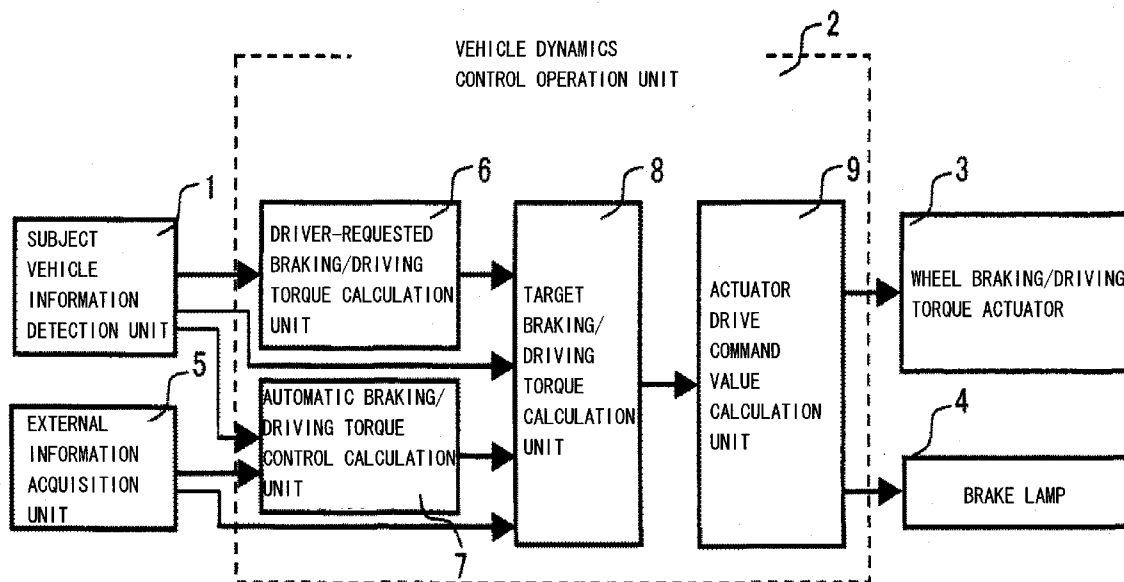 VEHICLE DYNAMICS
CONTROL OPERATION UNIT
2
1
SUBJECT
VEHICLE
INFORMATION
DETECTION UNIT
5
EXTERNAL
INFORMATION
ACQUISITION
UNIT
6
DRIVER-REQUESTED
BRAKING/DRIVING
TORQUE CALCULATION
UNIT
AUTOMATIC BRAKING/
DRIVING TORQUE
CONTROL CALCULATION
UNIT
7
8
TARGET
BRAKING/
DRIVING
TORQUE
CALCULATION
UNIT
9
ACTUATOR
DRIVE
COMMAND
VALUE
CALCULATION
UNIT
3
WHEEL BRAKING/DRIVING
TORQUE ACTUATOR
4
BRAKE LAMP